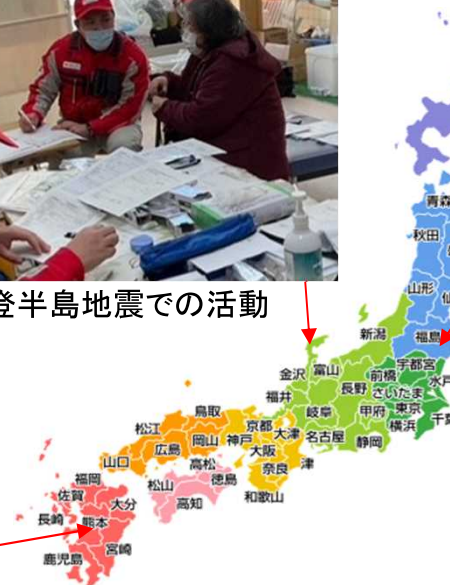 登半島地震での活動
青森
秋田
山形
仙
福島
新潟
宇都宮
金沢
富山
前橋
水戸
長野
さいたま
福井
東京
甲府
千葉
岐阜
横浜
鳥取
京都
大津
名古屋
静岡
松江
岡山
神戸
広島
大阪
津
山口
高松
奈良
福岡
松山
徳島
和歌山
佐賀
大分
高知
長崎
熊本
宮崎
鹿児島